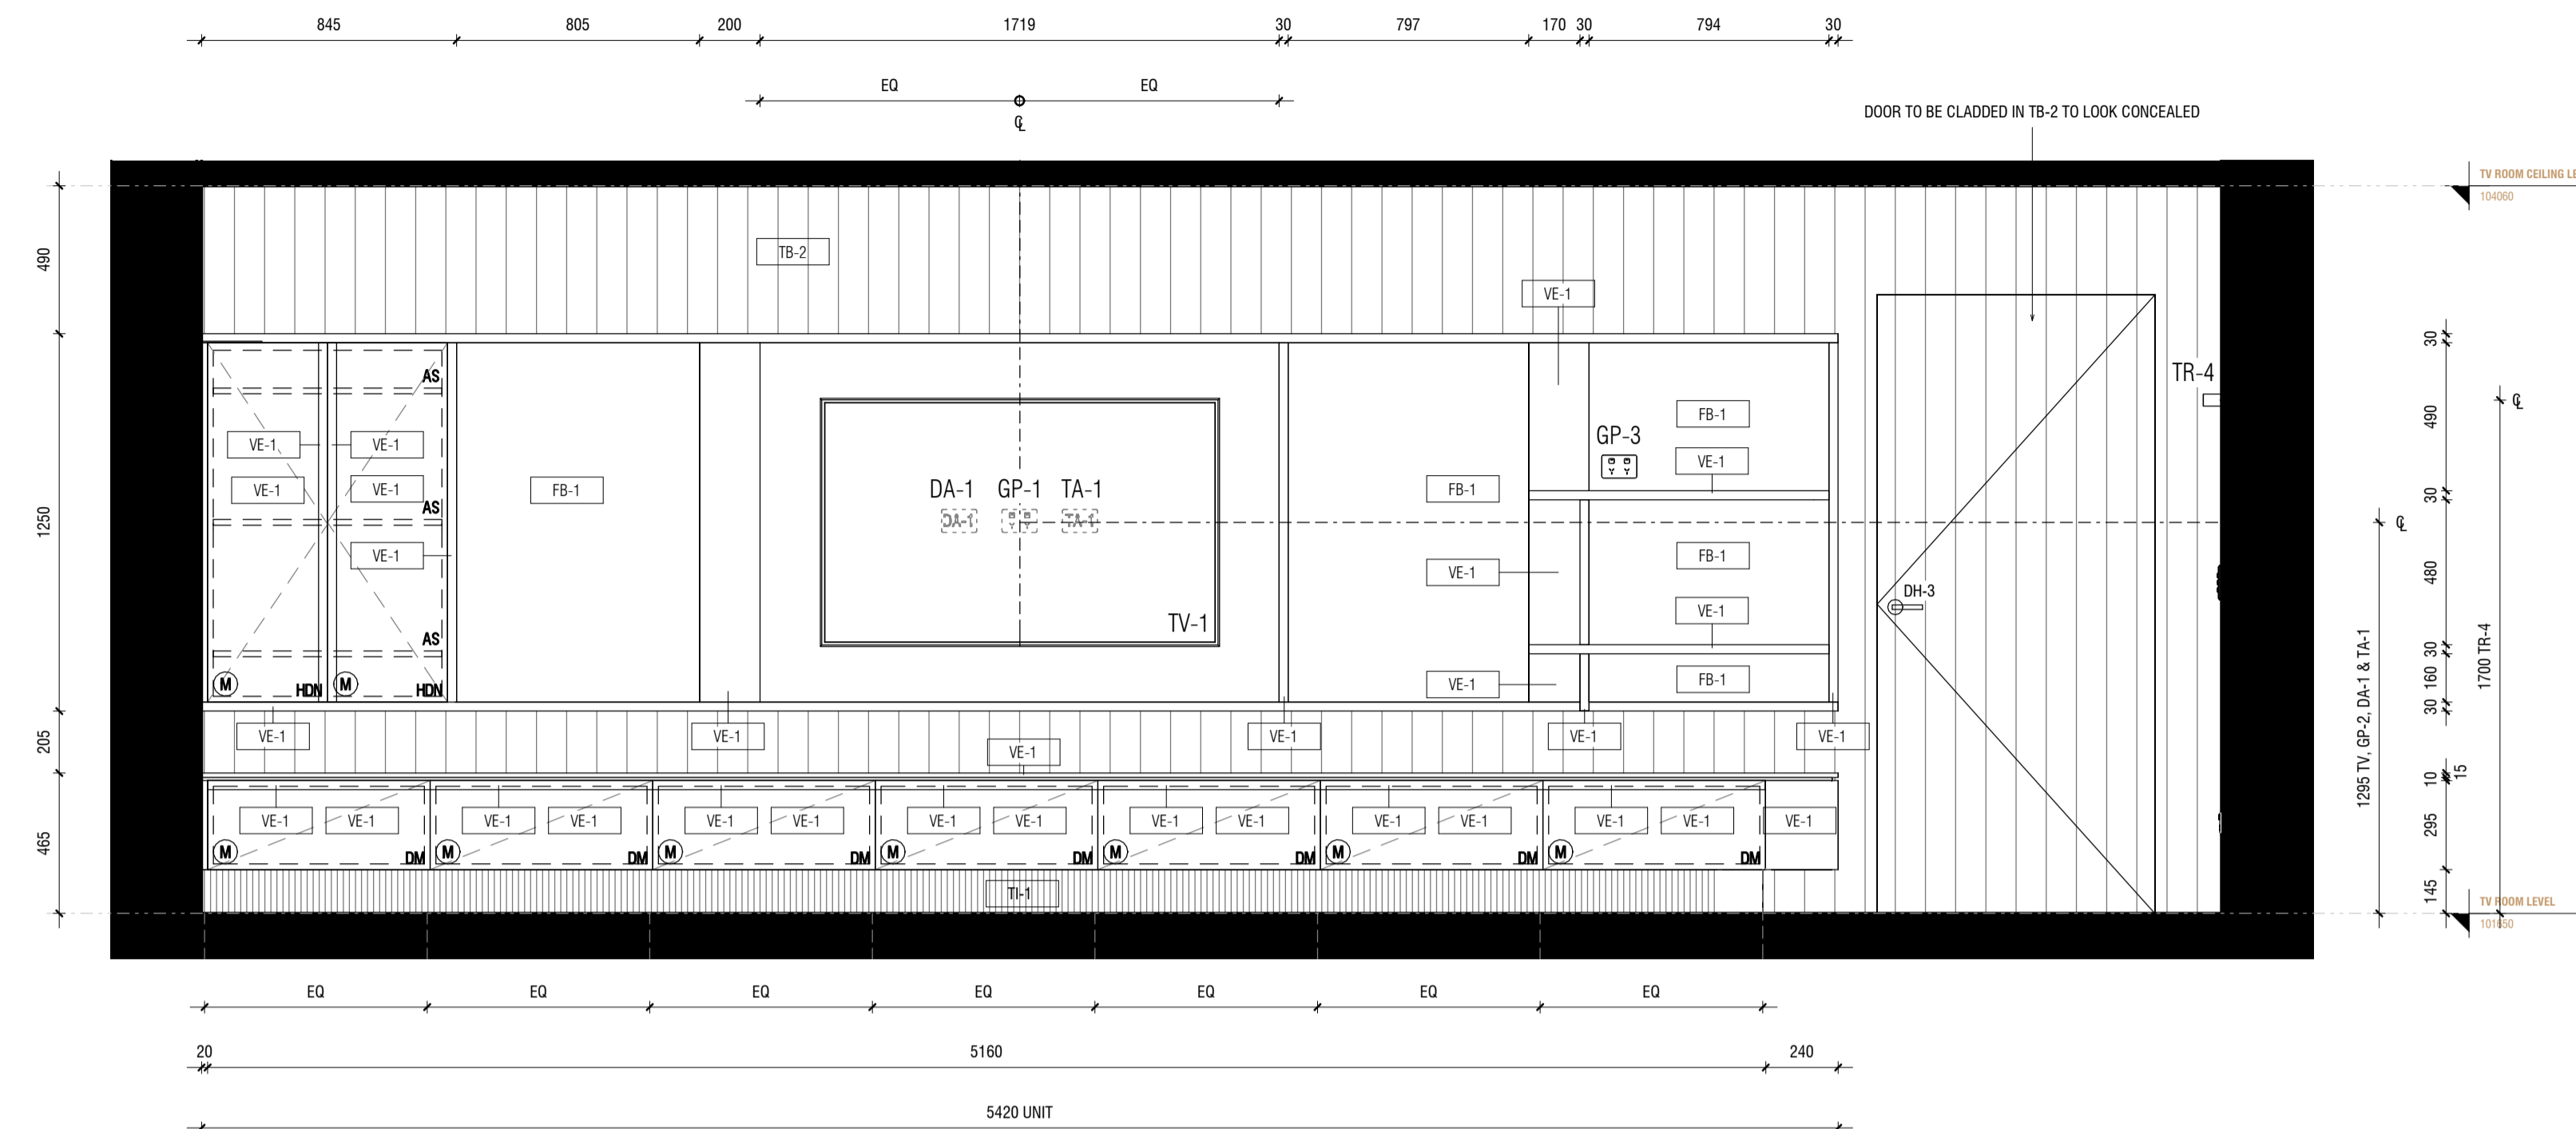 845 805 200 1719 30 797 170 30 794 30
EQ EQ
℄
DOOR TO BE CLADDED IN TB-2 TO LOOK CONCEALED
TV ROOM CEILING LE
104060
490
TB-2
VE-1
30
AS
TR-4
℄
FB-1
490
GP-3
VE-1 VE-1
VE-1
VE-1 VE-1
FB-1
DA-1 GP-1 TA-1
FB-1
30
AS
1250
DA-1 TA-1
℄
VE-1
FB-1
VE-1
480
DH-3
VE-1
TV-1
AS
30
1295 TV, GP-2, DA-1 & TA-1
1700 TR-4
M HDN M HDN
VE-1
FB-1
160
30
205
VE-1 VE-1 VE-1 VE-1 VE-1 VE-1
10 15
465
VE-1 VE-1 VE-1 VE-1 VE-1 VE-1 VE-1 VE-1 VE-1 VE-1 VE-1 VE-1 VE-1 VE-1 VE-1
295
M DM M DM M DM M DM M DM M DM M DM
TI-1
145
TV ROOM LEVEL
101650
EQ EQ EQ EQ EQ EQ EQ
20 5160 240
5420 UNIT